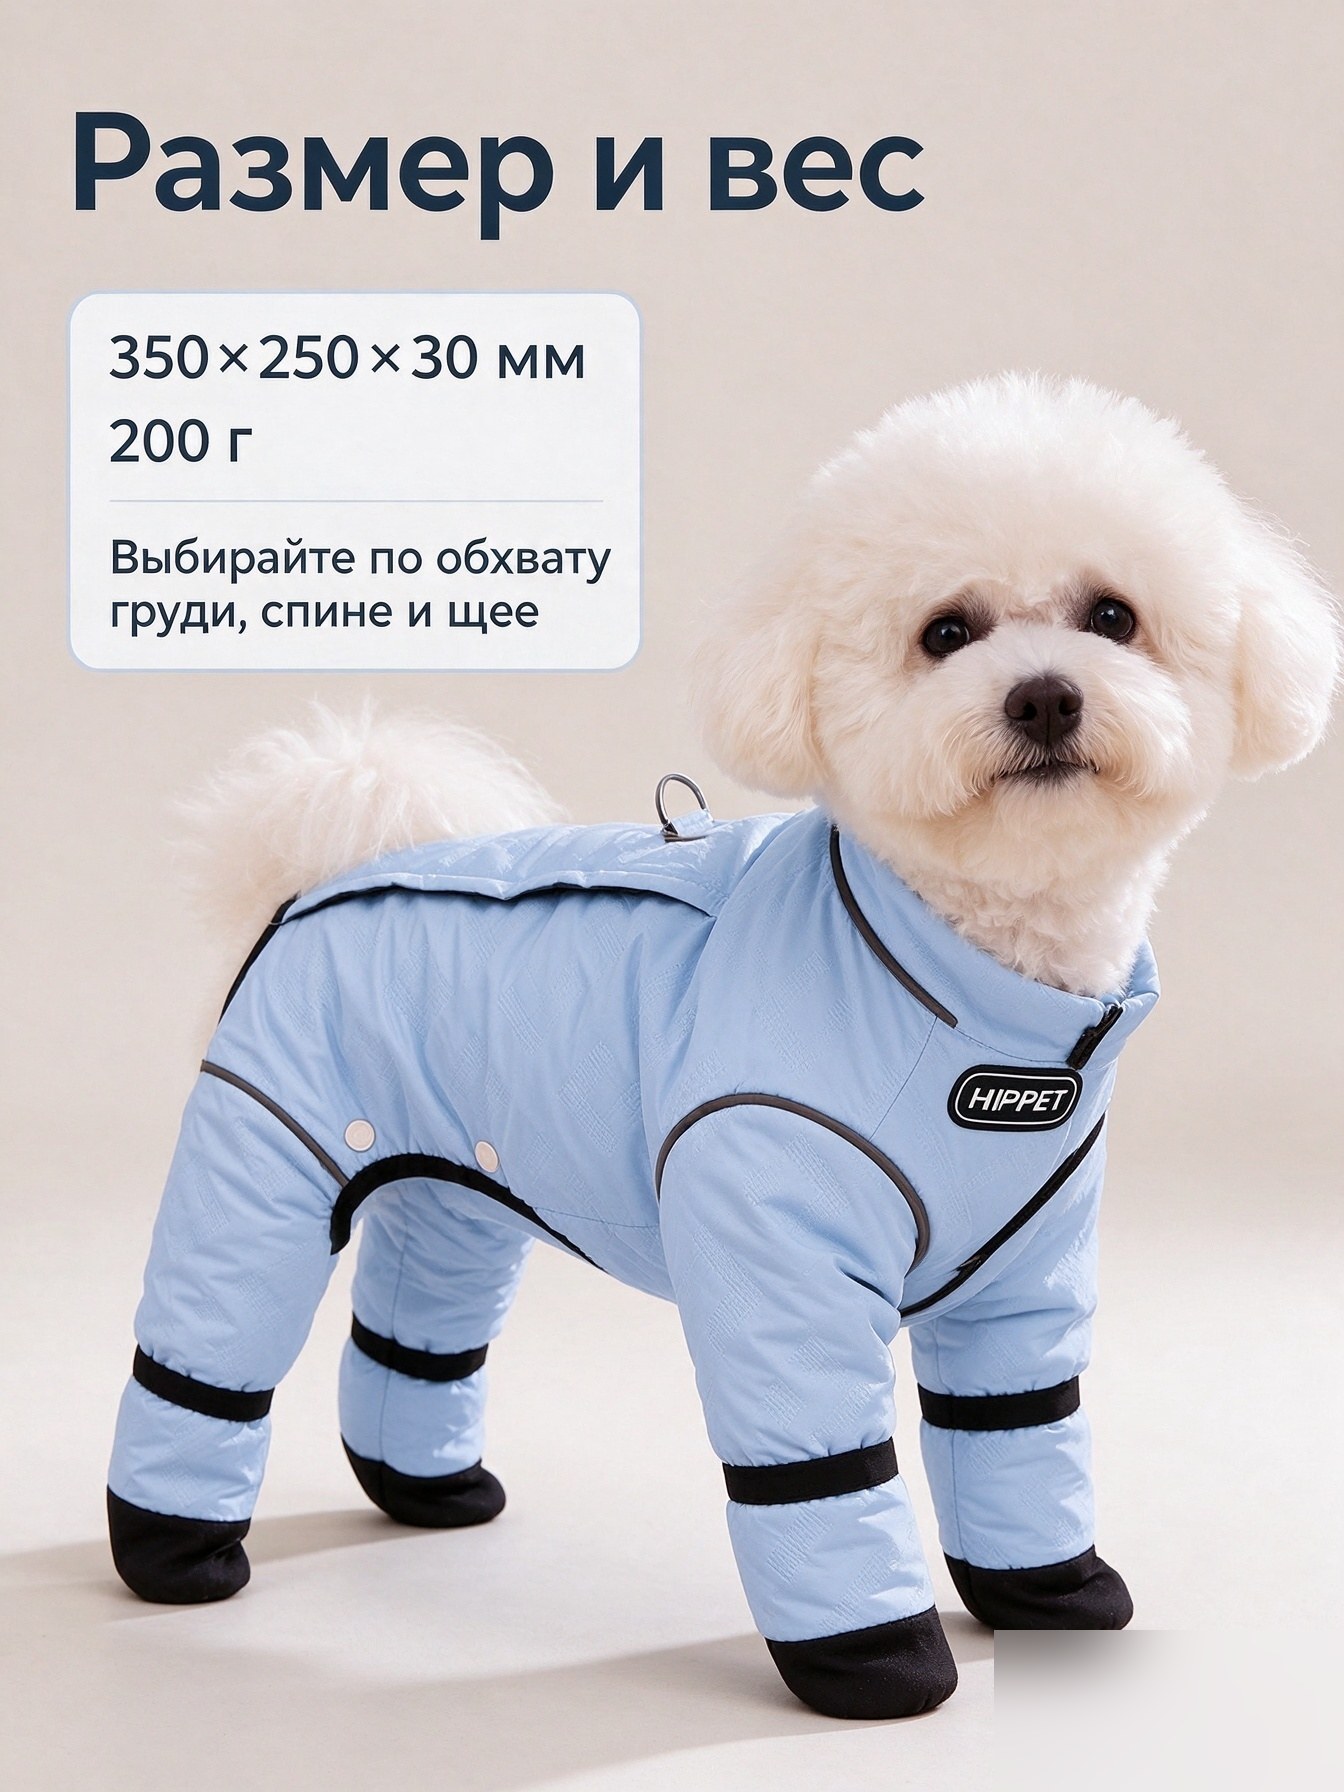 Размер и вес
350×250×30 мм
200 г
Выбирайте по обхвату
груди, спине и щее
HIPPET